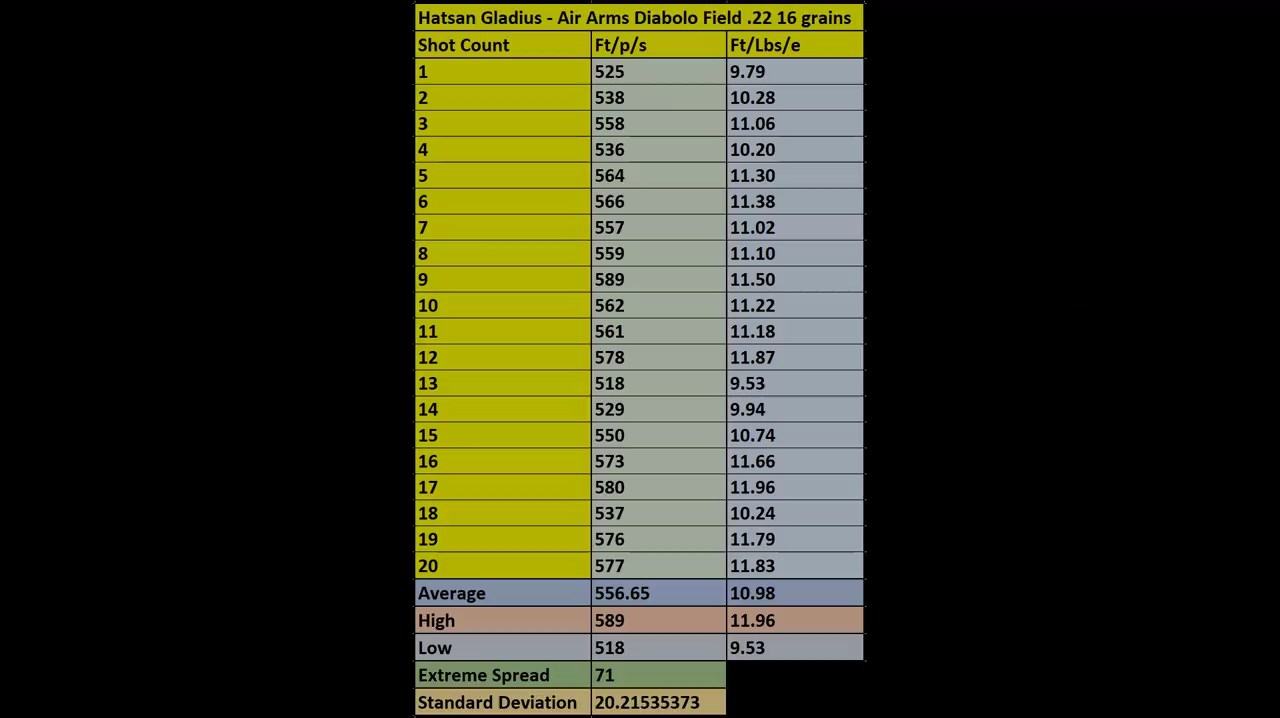 Hatsan Gladius - Air Arms Diabolo Field .22 16 grains
Shot Count Ft/p/s Ft/Lbs/e
1 525 9.79
2 538 10.28
3 558 11.06
4 536 10.20
5 564 11.30
6 566 11.38
7 557 11.02
8 559 11.10
9 589 11.50
10 562 11.22
11 561 11.18
12 578 11.87
13 518 9.53
14 529 9.94
15 550 10.74
16 573 11.66
17 580 11.96
18 537 10.24
19 576 11.79
20 577 11.83
Average 556.65 10.98
High 589 11.96
Low 518 9.53
Extreme Spread 71
Standard Deviation 20.21535373